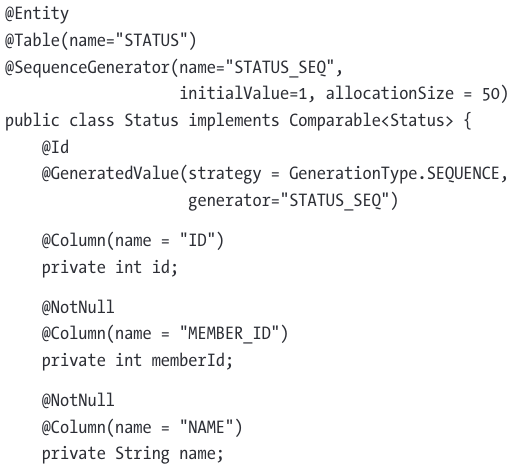 @Entity
@Table(name="STATUS")
@SequenceGenerator(name="STATUS_SEQ",
                   initialValue=1, allocationSize = 50)
public class Status implements Comparable<Status> {
    @Id
    @GeneratedValue(strategy = GenerationType.SEQUENCE,
                    generator="STATUS_SEQ")
    @Column(name = "ID")
    private int id;
    @NotNull
    @Column(name = "MEMBER_ID")
    private int memberId;
    @NotNull
    @Column(name = "NAME")
    private String name;